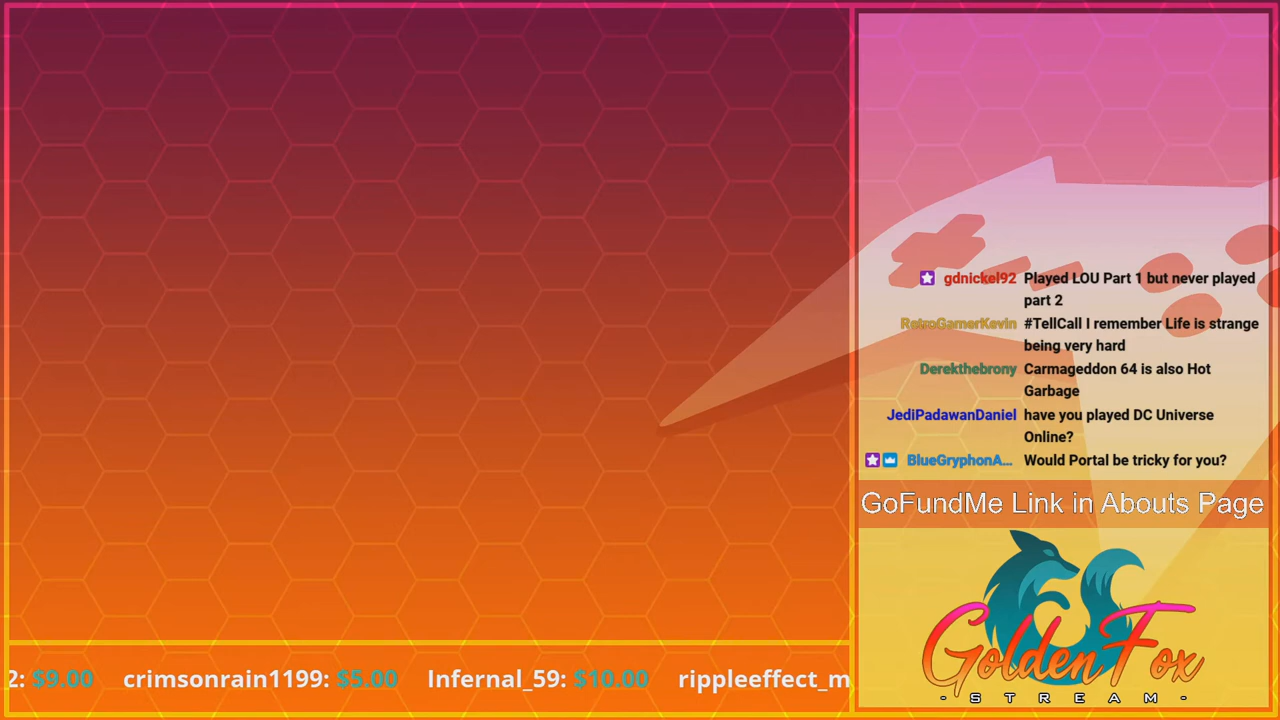 gdnickel92 Played LOU Part 1 but never played
part 2
RetroGamerKevin #TellCall I remember Life is strange
being very hard
Derekthebrony Carmageddon 64 is also Hot
Garbage
JediPadawanDaniel have you played DC Universe
Online?
BlueGryphonA... Would Portal be tricky for you?
GoFundMe Link in Abouts Page
GoldenFox
- S T R E A M -
2: $9.00 crimsonrain1199: $5.00 Infernal_59: $10.00 rippleeffect_m